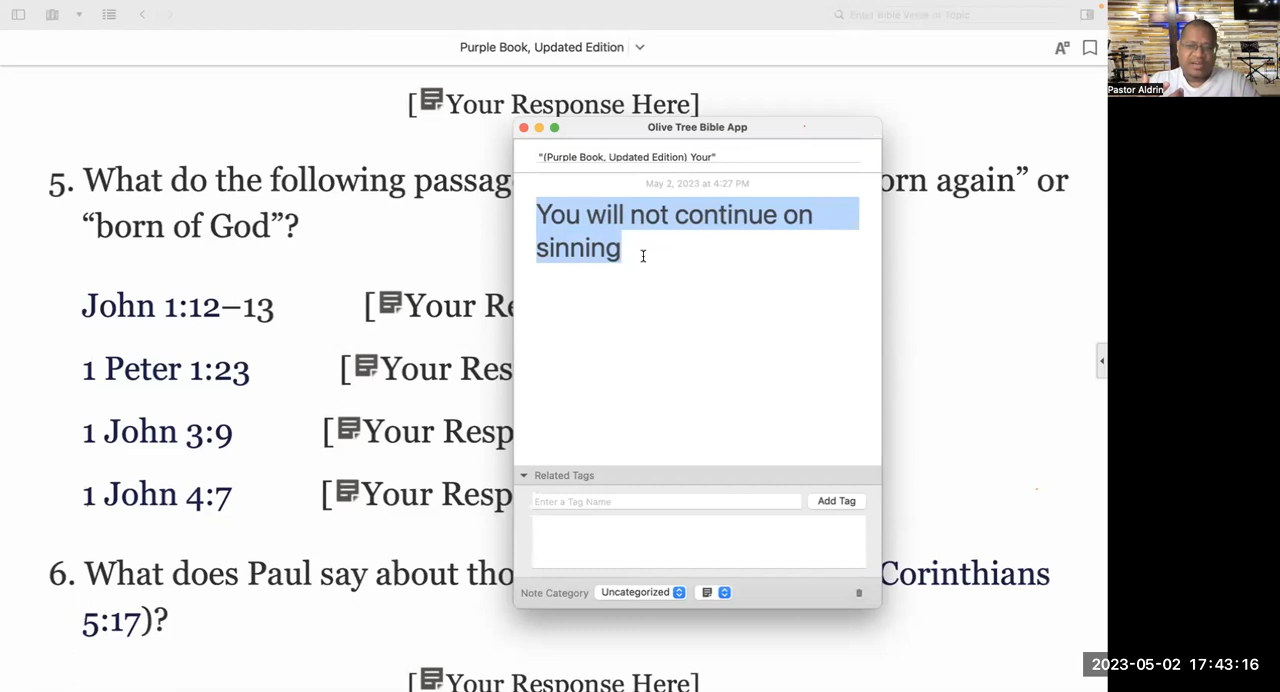 Enter Bible Verse or Topic
Purple Book, Updated Edition
[Your Response Here]
5. What do the following passag
orn again” or
“born of God”?
John 1:12–13 [Your Re
1 Peter 1:23 [Your Res
1 John 3:9 [Your Resp
1 John 4:7 [Your Resp
6. What does Paul say about tho
Corinthians
5:17)?
[Your Response Here]
Olive Tree Bible App
"(Purple Book, Updated Edition) Your"
May 2, 2023 at 4:27 PM
You will not continue on
sinning
Related Tags
Enter a Tag Name
Add Tag
Note Category Uncategorized
Pastor Aldrin
2023-05-02 17:43:16